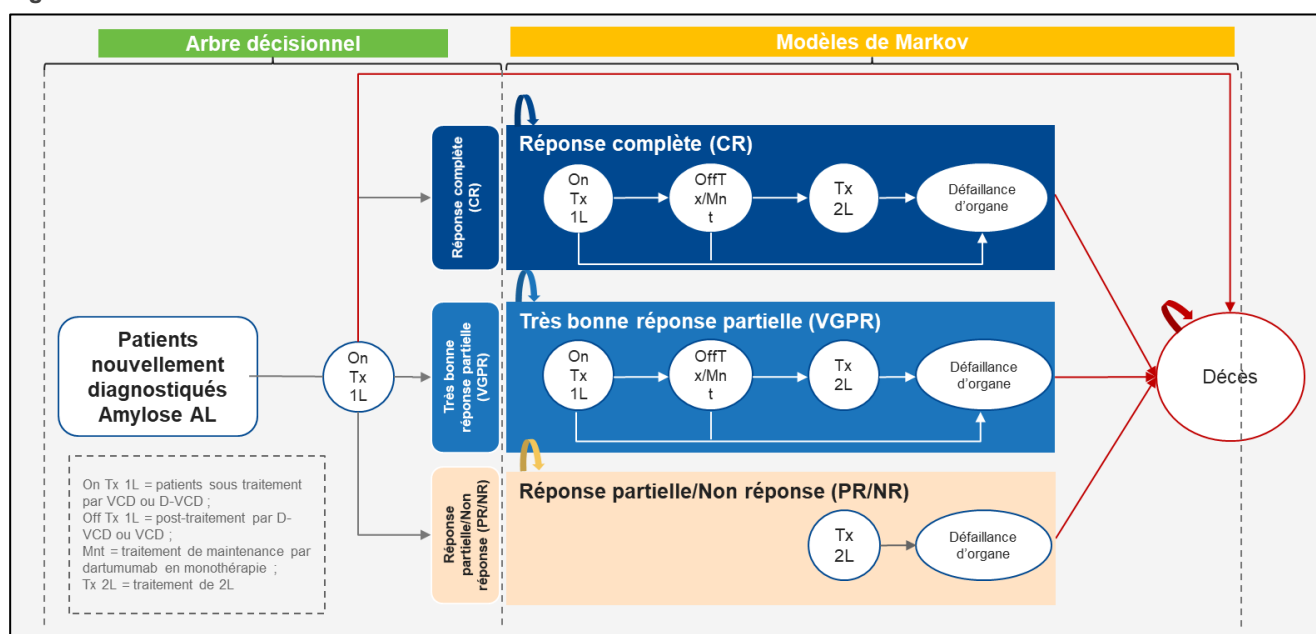 Arbre décisionnel
Modèles de Markov
Réponse complète
(CR)
Réponse complète (CR)
On
Tx
1L
OffT
x/Mn
t
Tx
2L
Défaillance
d'organe
Patients
nouvellement
diagnostiqués
Amylose AL
On
Tx
1L
Très bonne
réponse partielle
(VGPR)
Très bonne réponse partielle (VGPR)
On
Tx
1L
OffT
x/Mn
t
Tx
2L
Défaillance
d'organe
Décès
Réponse
partielle/Non
réponse (PR/NR)
Réponse partielle/Non réponse (PR/NR)
Tx
2L
Défaillance
d'organe
On Tx 1L = patients sous traitement
par VCD ou D-VCD ;
Off Tx 1L = post-traitement par D-
VCD ou VCD ;
Mnt = traitement de maintenance par
dartumumab en monothérapie ;
Tx 2L = traitement de 2L